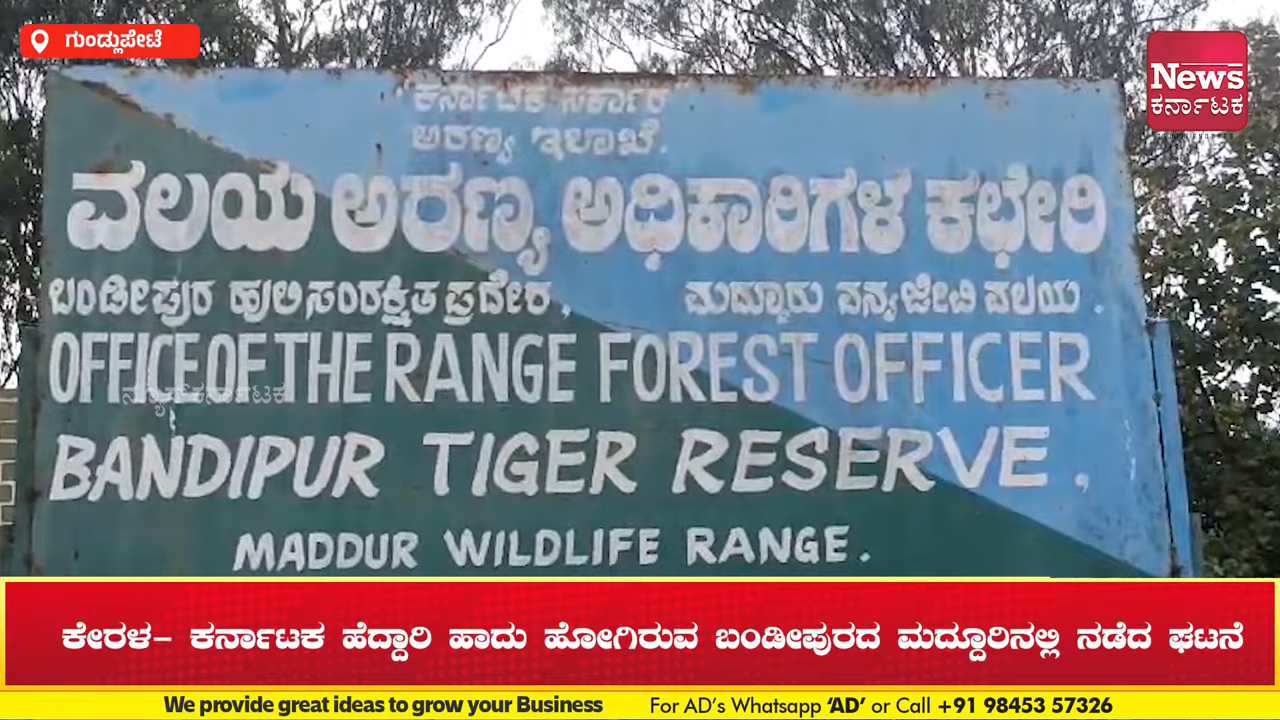 ಗುಂಡ್ಲುಪೇಟೆ
News
ಕರ್ನಾಟಕ
ಕರ್ನಾಟಕ ಸರ್ಕಾರ
ಅರಣ್ಯ ಇಲಾಖೆ.
ವಲಯ ಅರಣ್ಯ ಅಧಿಕಾರಿಗಳ ಕಛೇರಿ
ಬಂಡೀಪುರ ಹುಲಿಸಂರಕ್ಷಿತ ಪ್ರದೇಶ, ಮದ್ದೂರು ವನ್ಯಜೀವಿ ವಲಯ.
OFFICE OF THE RANGE FOREST OFFICER
ನ್ಯೂಸ್ ಕರ್ನಾಟಕ
BANDIPUR TIGER RESERVE,
MADDUR WILDLIFE RANGE.
ಕೇರಳ- ಕರ್ನಾಟಕ ಹೆದ್ದಾರಿ ಹಾದು ಹೋಗಿರುವ ಬಂಡೀಪುರದ ಮದ್ದೂರಿನಲ್ಲಿ ನಡೆದ ಘಟನೆ
We provide great ideas to grow your Business For AD's Whatsapp 'AD' or Call +91 98453 57326